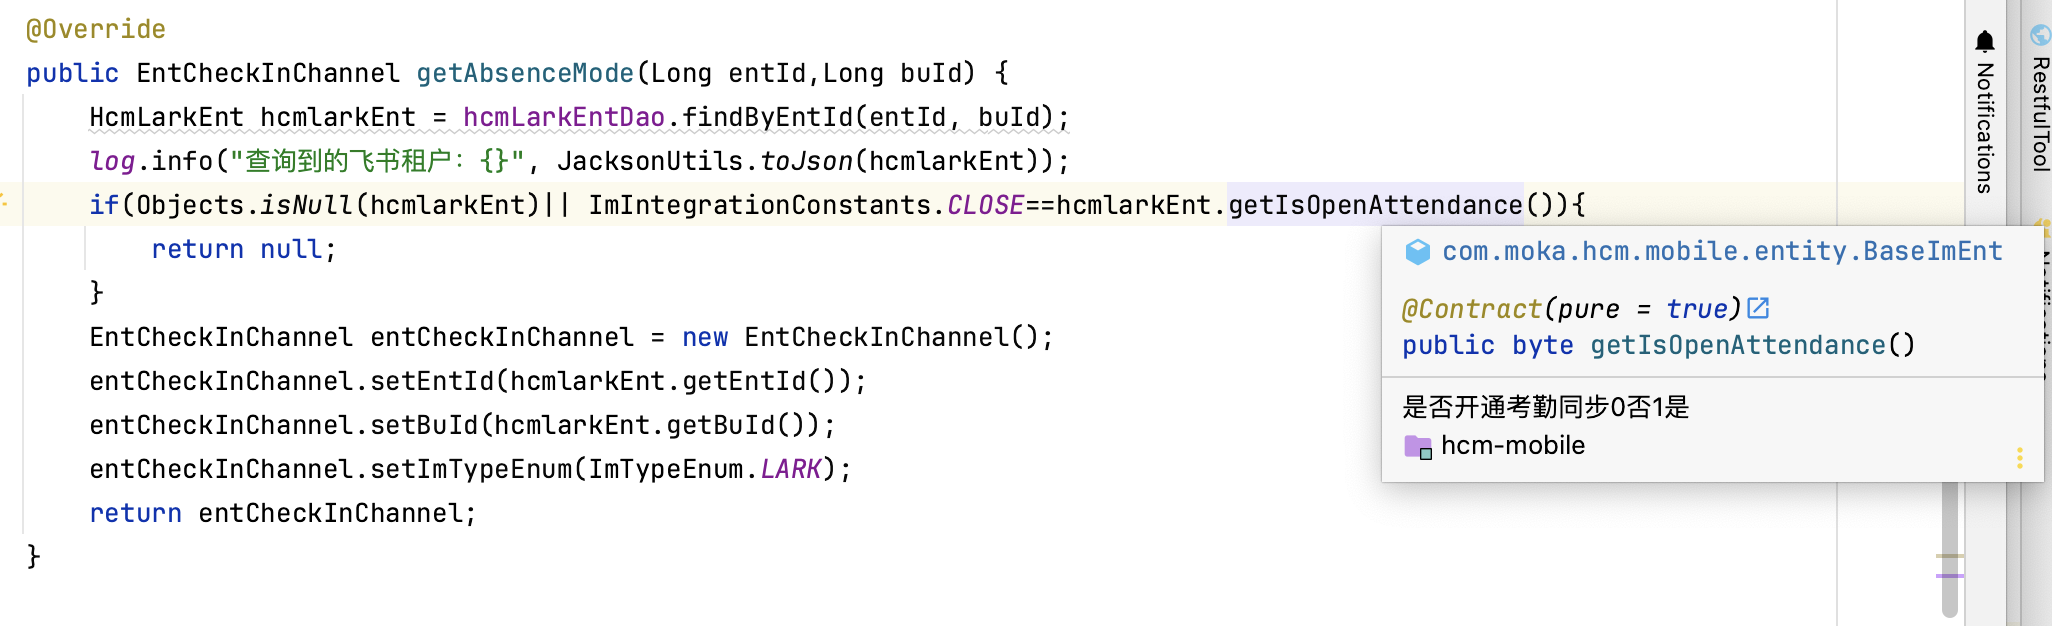 @Override
public EntCheckInChannel getAbsenceMode(Long entId,Long buId) {
HcmLarkEnt hcmlarkEnt = hcmLarkEntDao.findByEntId(entId, buId);
log.info("查询到的飞书租户：{}", JacksonUtils.toJson(hcmlarkEnt));
if(Objects.isNull(hcmlarkEnt)|| ImIntegrationConstants.CLOSE==hcmlarkEnt.getIsOpenAttendance()){
return null;
}
EntCheckInChannel entCheckInChannel = new EntCheckInChannel();
entCheckInChannel.setEntId(hcmlarkEnt.getEntId());
entCheckInChannel.setBuId(hcmlarkEnt.getBuId());
entCheckInChannel.setImTypeEnum(ImTypeEnum.LARK);
return entCheckInChannel;
}
com.moka.hcm.mobile.entity.BaseImEnt
@Contract(pure = true)
public byte getIsOpenAttendance()
是否开通考勤同步0否1是
hcm-mobile
Notifications
RestfulTool